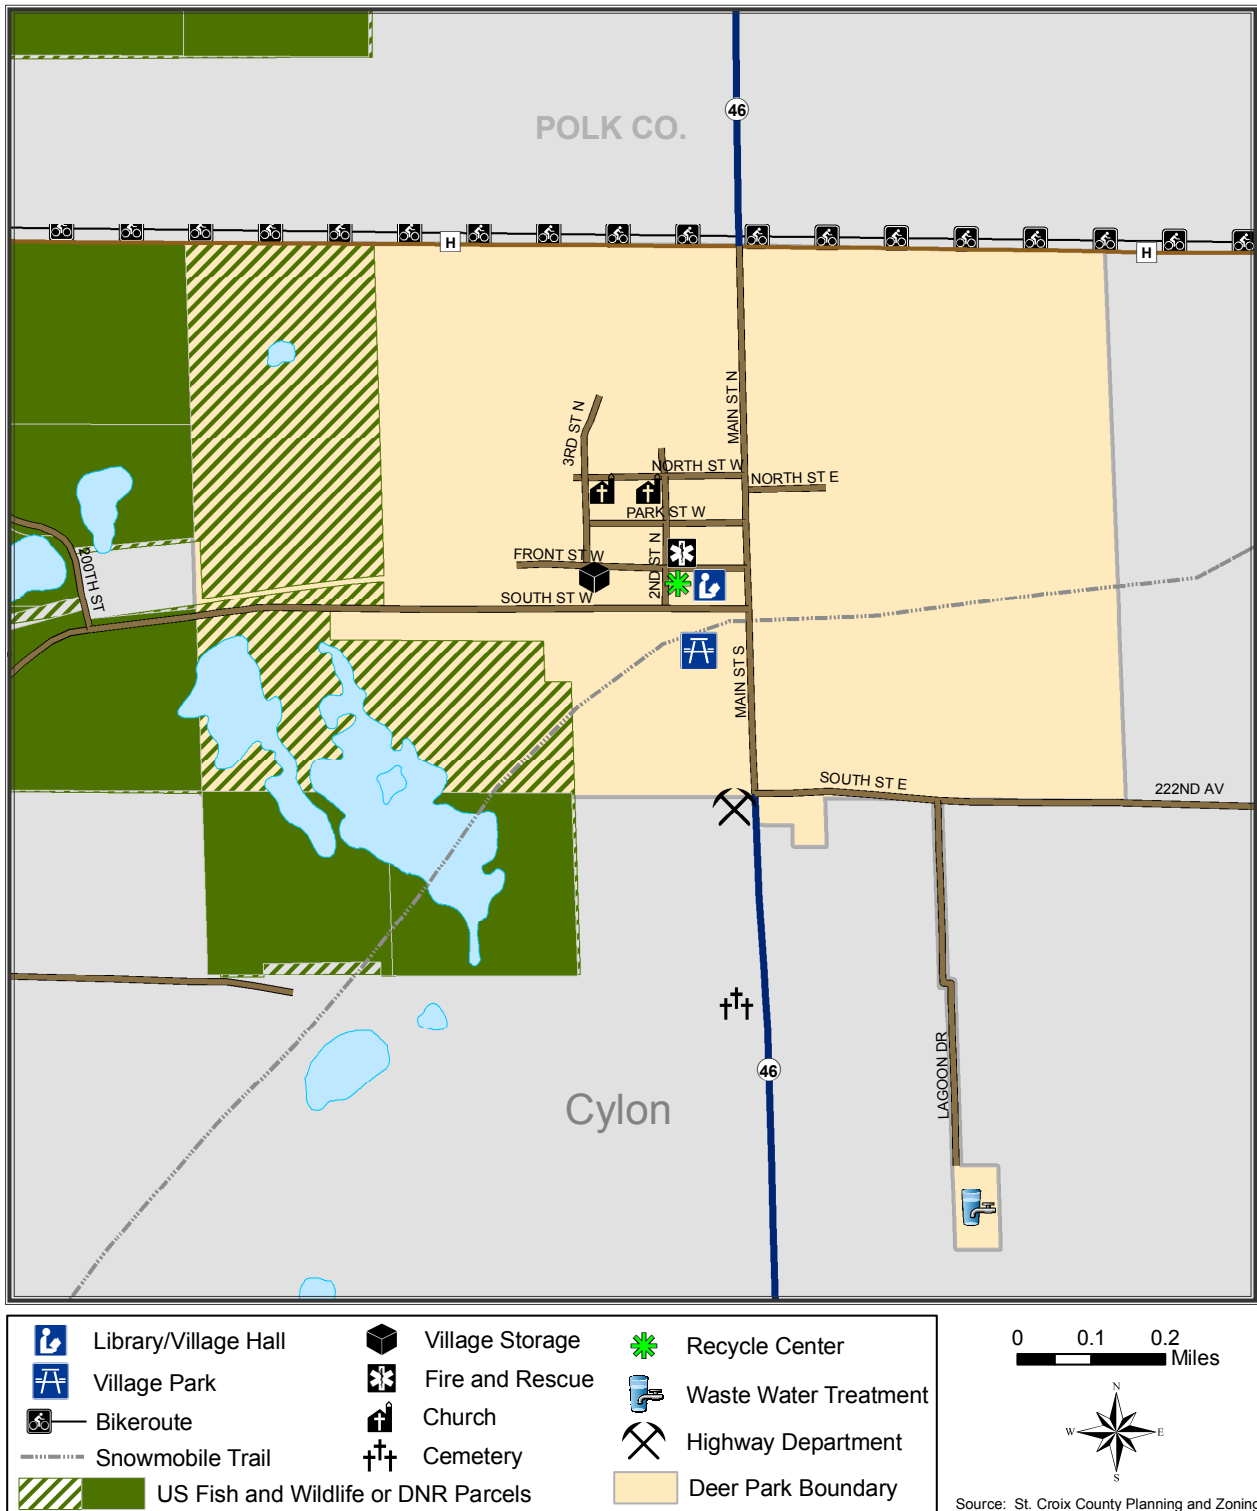 46
POLK CO.
H
H
3RD ST N
MAIN ST N
NORTH ST W
NORTH ST E
PARK ST W
FRONT ST W
2ND ST N
200TH ST
SOUTH ST W
MAIN ST S
SOUTH ST E
222ND AV
LAGOON DR
46
Cylon
Library/Village Hall
Village Park
Bikeroute
Snowmobile Trail
US Fish and Wildlife or DNR Parcels
Village Storage
Fire and Rescue
Church
Cemetery
Recycle Center
Waste Water Treatment
Highway Department
Deer Park Boundary
0 0.1 0.2
Miles
N
W E
S
Source: St. Croix County Planning and Zoning